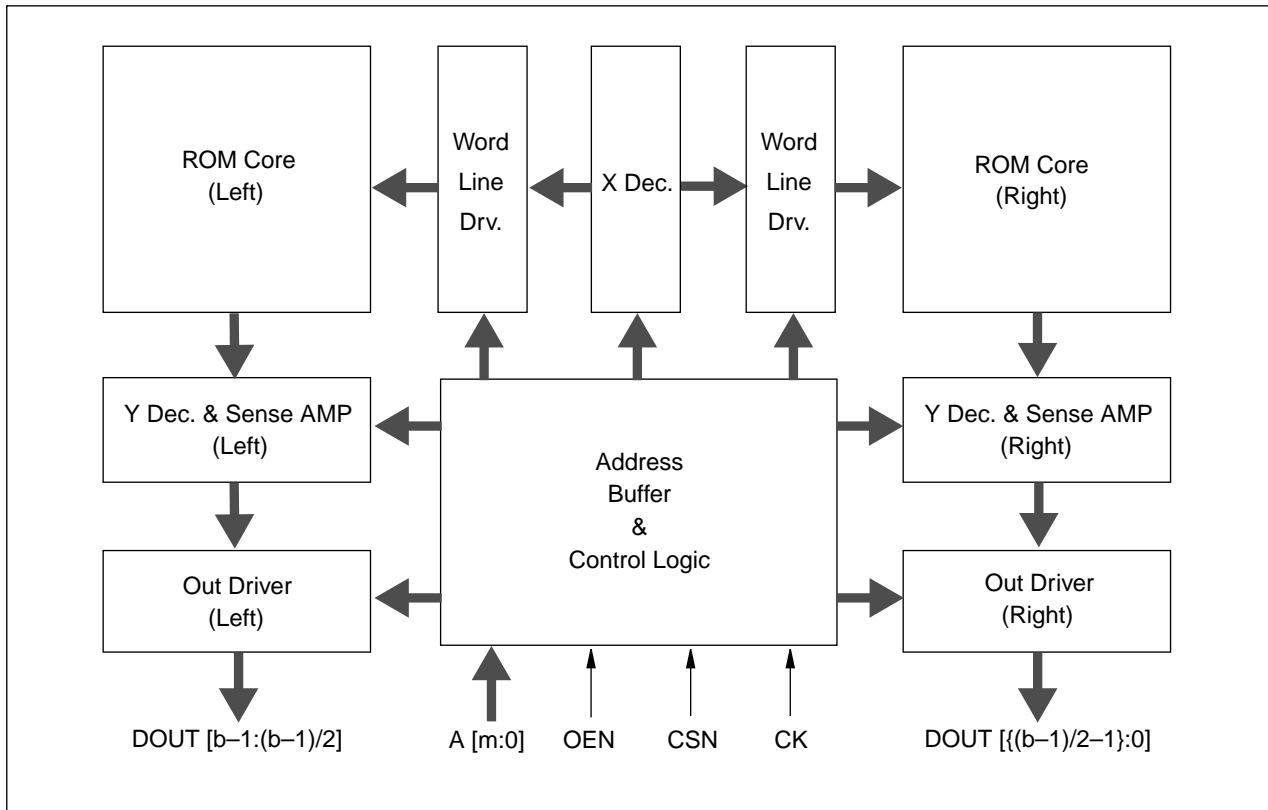 ROM Core
(Left)
Word
Line
Drv.
X Dec.
Word
Line
Drv.
ROM Core
(Right)
Y Dec. & Sense AMP
(Left)
Address
Buffer
&
Control Logic
Y Dec. & Sense AMP
(Right)
Out Driver
(Left)
Out Driver
(Right)
DOUT [b–1:(b–1)/2]
A [m:0]
OEN
CSN
CK
DOUT [{(b–1)/2–1}:0]